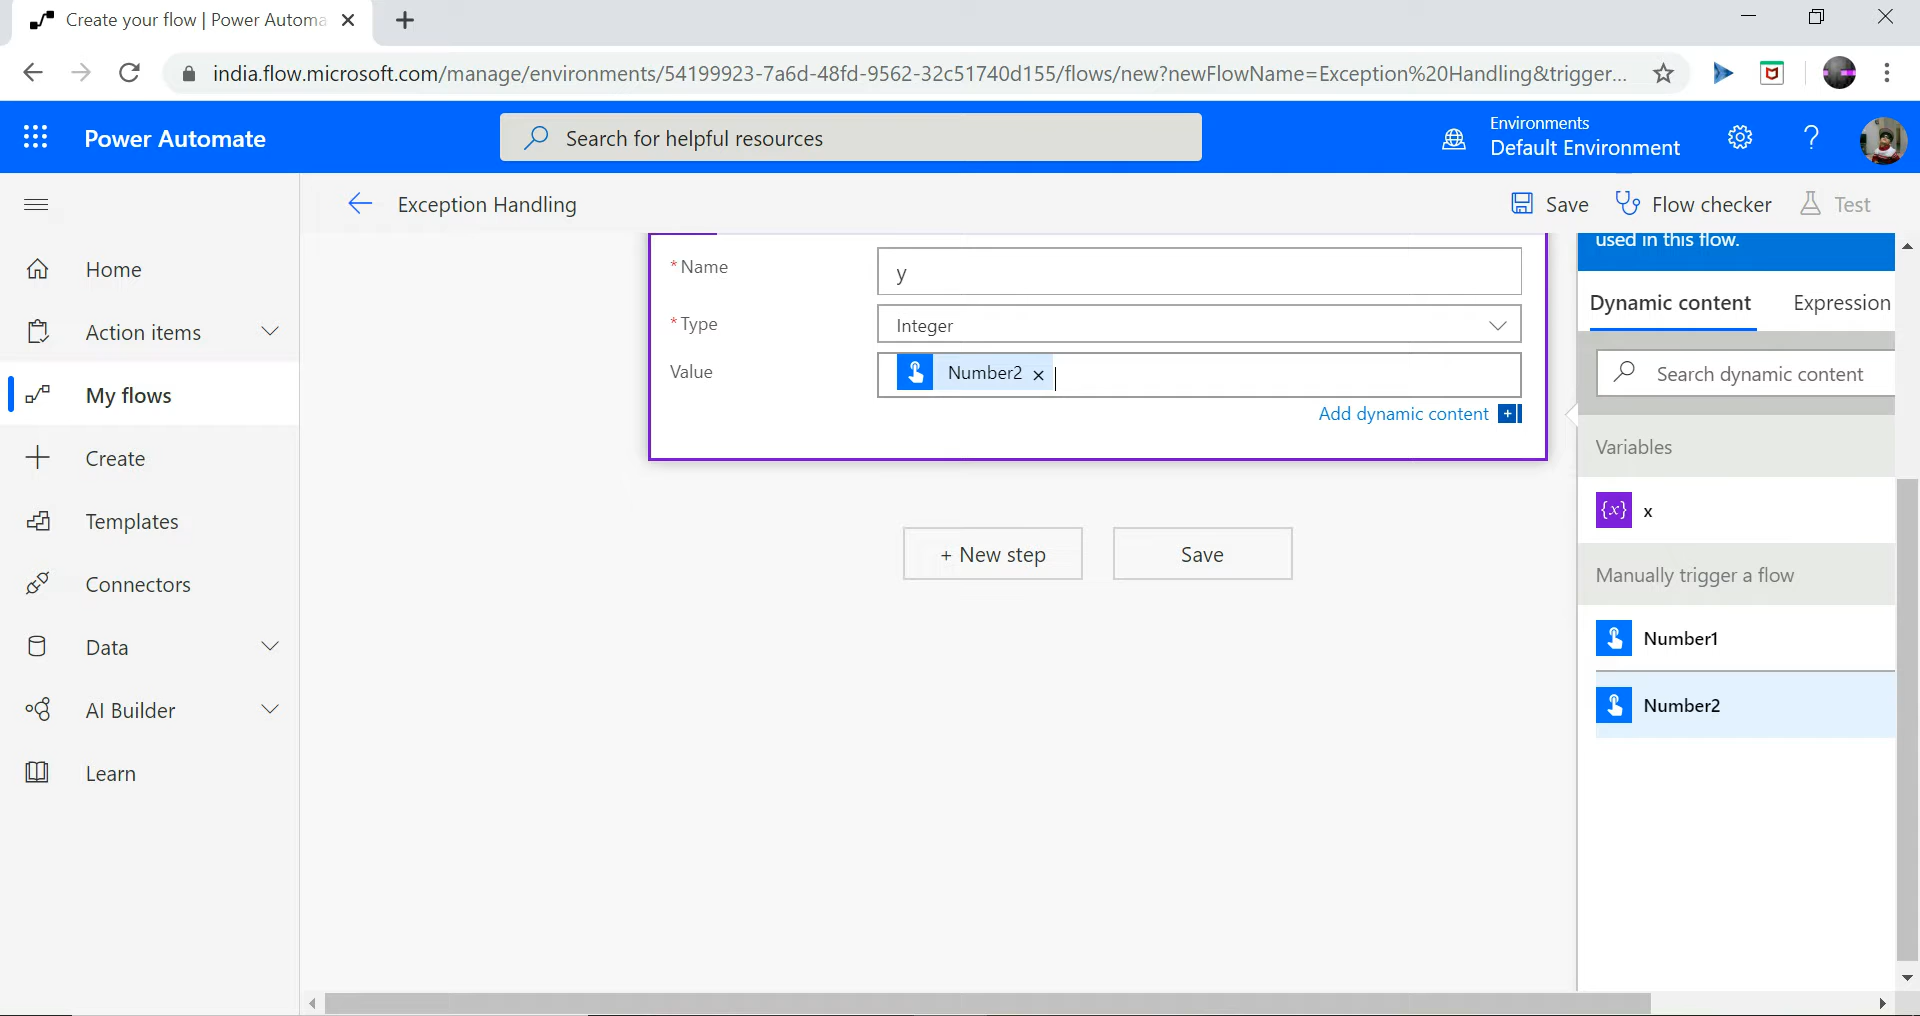 Create your flow | Power Automa
india.flow.microsoft.com/manage/environments/54199923-7a6d-48fd-9562-32c51740d155/flows/new?newFlowName=Exception%20Handling&trigger...
Power Automate
Search for helpful resources
Environments
Default Environment
Exception Handling
Save
Flow checker
Test
Home
Action items
My flows
Create
Templates
Connectors
Data
AI Builder
Learn
* Name
y
* Type
Integer
Value
Number2 ×
Add dynamic content
+ New step
Save
used in this flow.
Dynamic content
Expression
Search dynamic content
Variables
{x} x
Manually trigger a flow
Number1
Number2